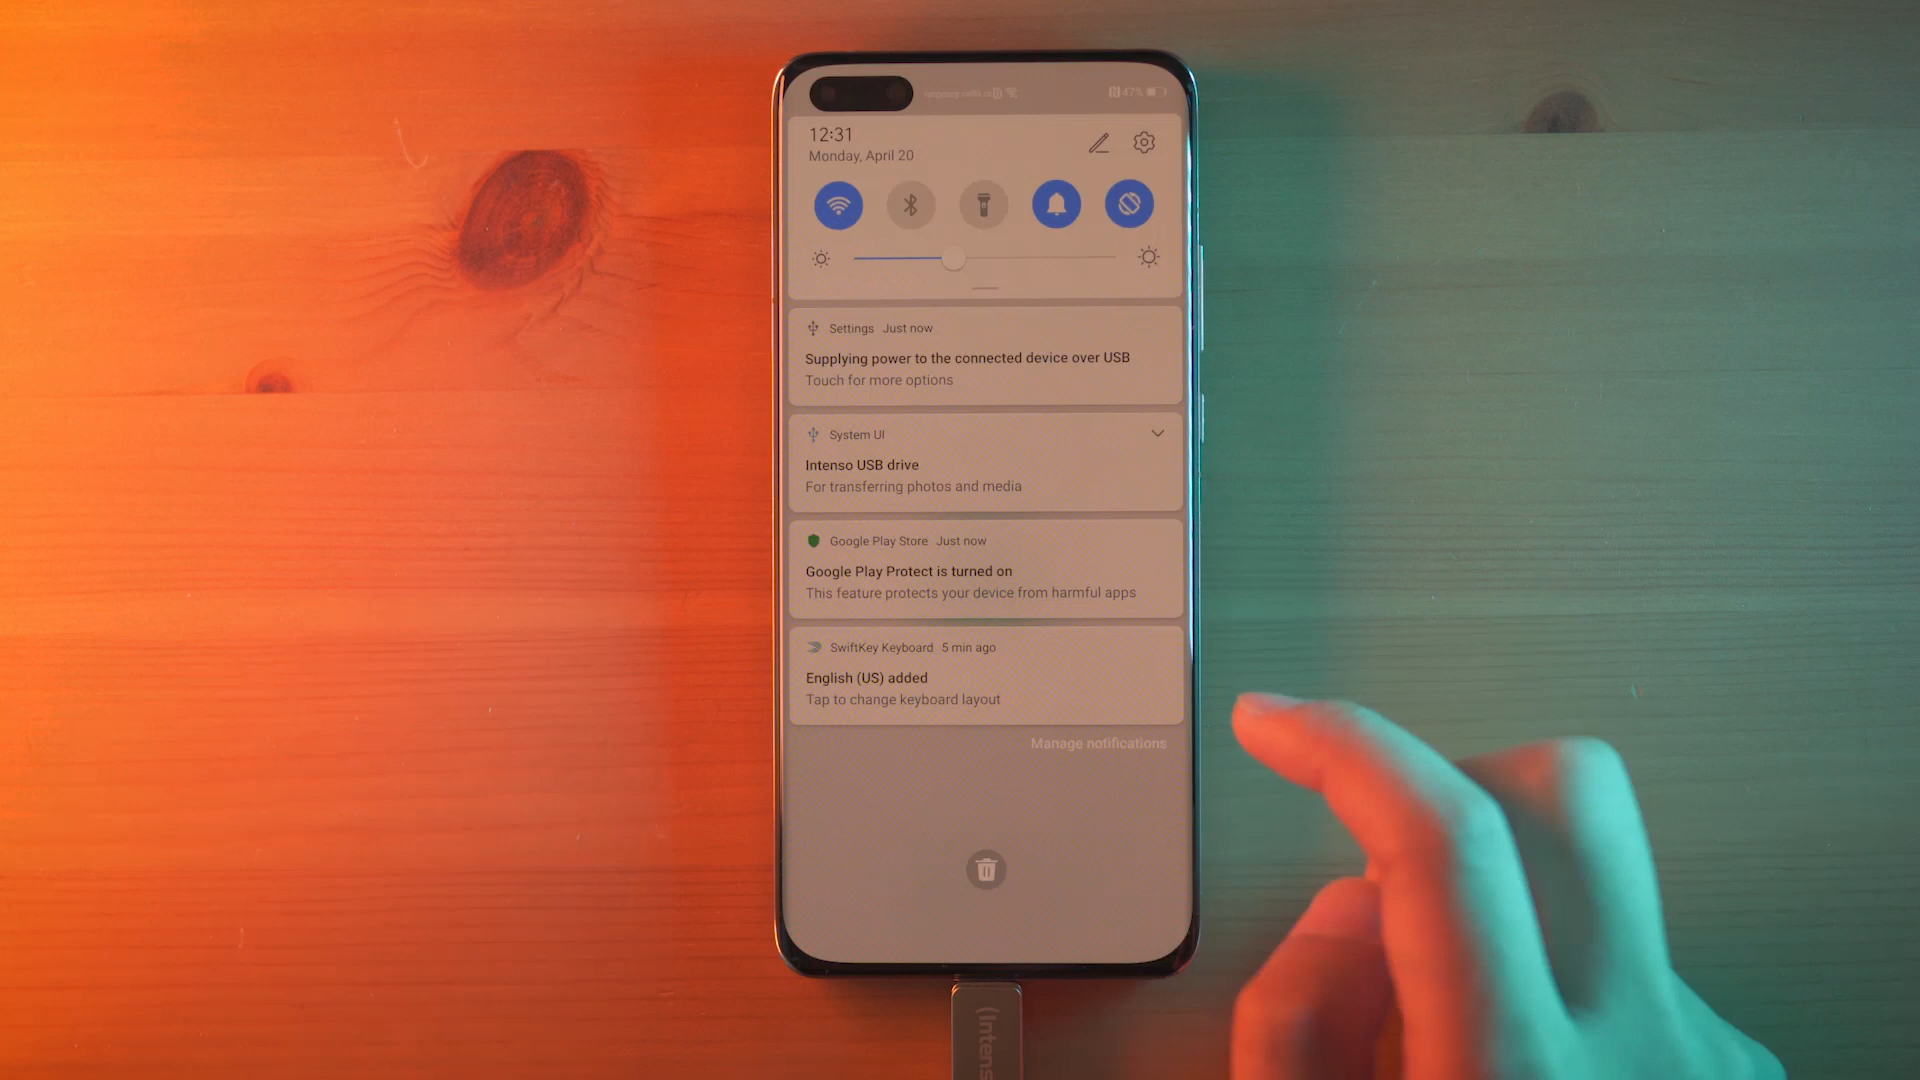 47%
12:31
Monday, April 20
Settings Just now
Supplying power to the connected device over USB
Touch for more options
System UI
Intenso USB drive
For transferring photos and media
Google Play Store Just now
Google Play Protect is turned on
This feature protects your device from harmful apps
SwiftKey Keyboard 5 min ago
English (US) added
Tap to change keyboard layout
Manage notifications
(Intens